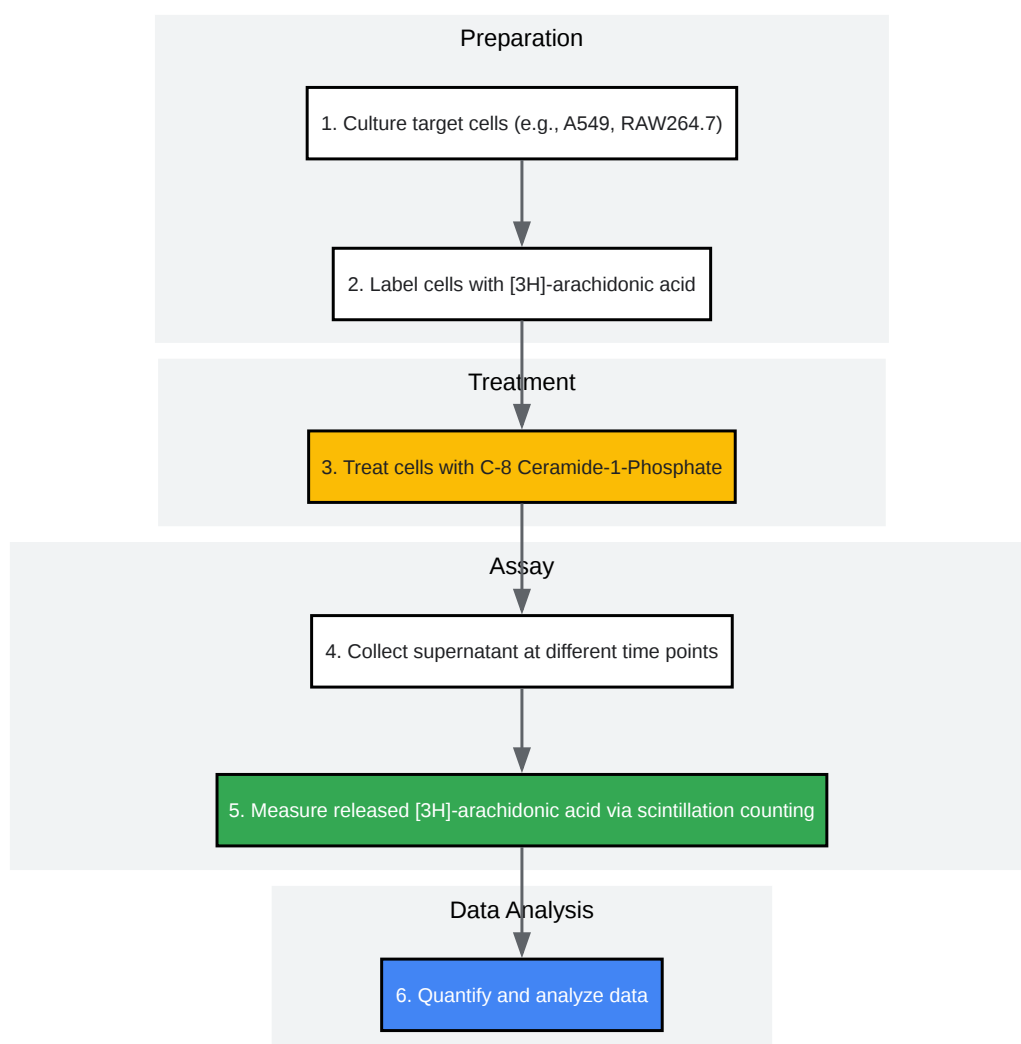 Preparation
1. Culture target cells (e.g., A549, RAW264.7)
2. Label cells with [3H]-arachidonic acid
Treatment
3. Treat cells with C-8 Ceramide-1-Phosphate
Assay
4. Collect supernatant at different time points
5. Measure released [3H]-arachidonic acid via scintillation counting
Data Analysis
6. Quantify and analyze data